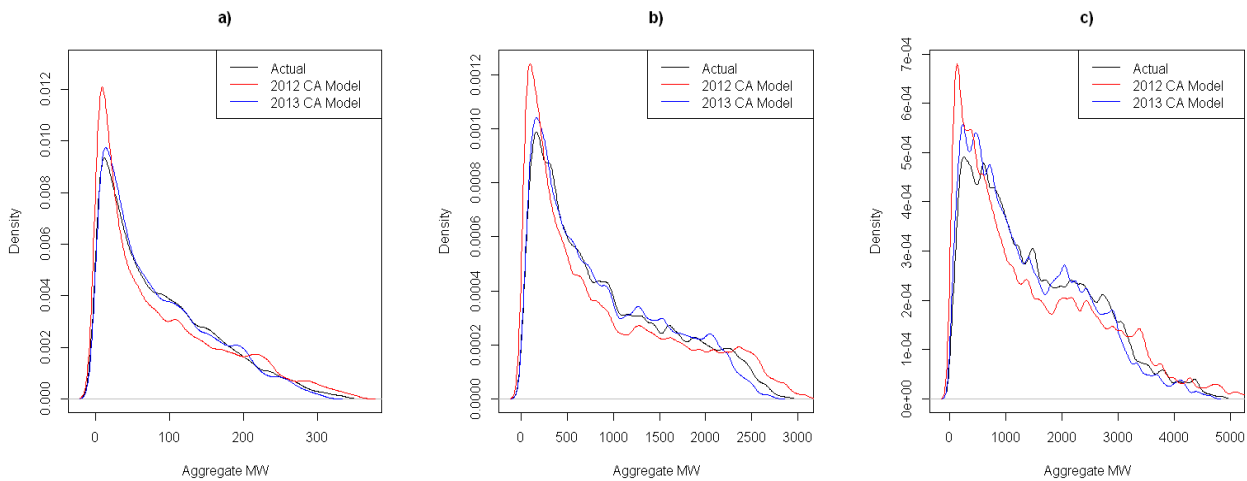 a)
Actual
2012 CA Model
2013 CA Model
Density
0.012
0.010
0.008
0.006
0.004
0.002
0.000
0 100 200 300
Aggregate MW
b)
Actual
2012 CA Model
2013 CA Model
Density
0.0012
0.0010
0.0008
0.0006
0.0004
0.0002
0.0000
0 500 1000 1500 2000 2500 3000
Aggregate MW
c)
Actual
2012 CA Model
2013 CA Model
Density
7e-04
6e-04
5e-04
4e-04
3e-04
2e-04
1e-04
0e+00
0 1000 2000 3000 4000 5000
Aggregate MW